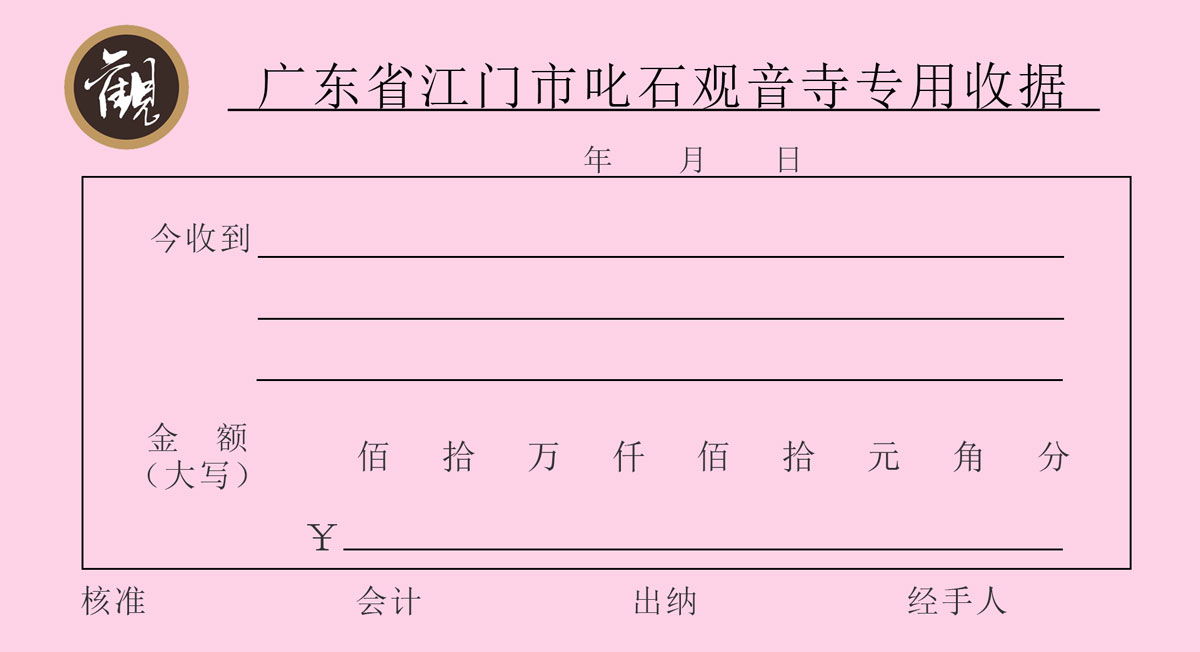 觀
广东省江门市叱石观音寺专用收据
年 月 日
今收到
金 额
（大写）
佰 拾 万 仟 佰 拾 元 角 分
￥
核准 会计 出纳 经手人